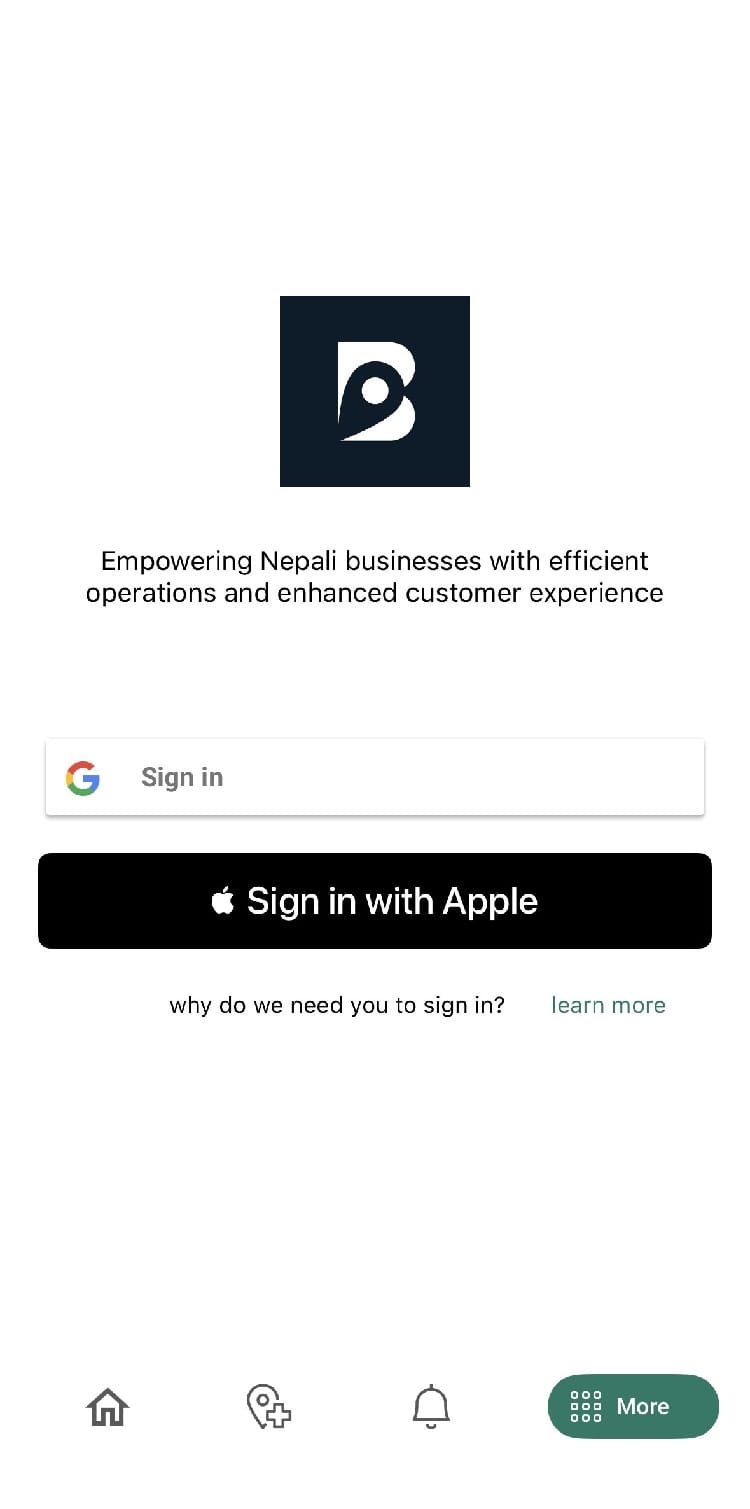 Empowering Nepali businesses with efficient
operations and enhanced customer experience
Sign in
Sign in with Apple
why do we need you to sign in? learn more
More